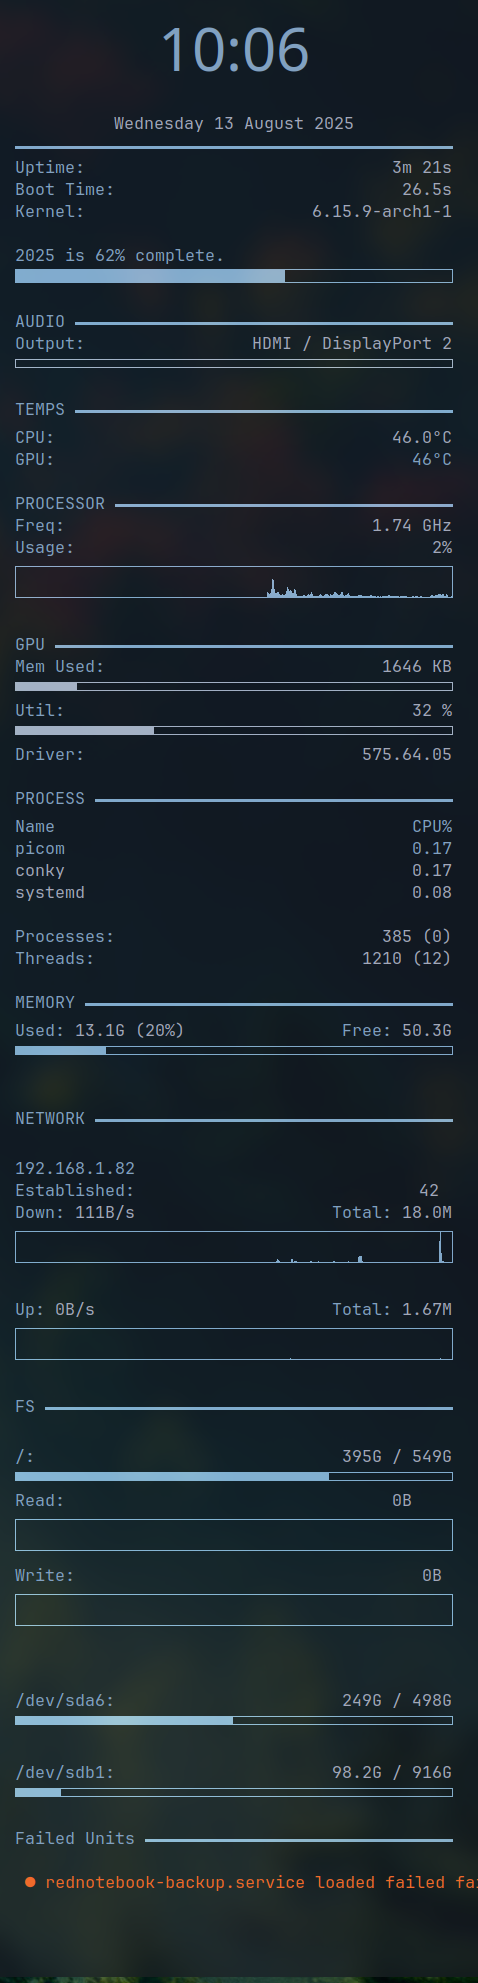 10:06
Wednesday 13 August 2025
Uptime: 3m 21s
Boot Time: 26.5s
Kernel: 6.15.9-arch1-1
2025 is 62% complete.
AUDIO
Output: HDMI / DisplayPort 2
TEMPS
CPU: 46.0°C
GPU: 46°C
PROCESSOR
Freq: 1.74 GHz
Usage: 2%
GPU
Mem Used: 1646 KB
Util: 32 %
Driver: 575.64.05
PROCESS
Name CPU%
picom 0.17
conky 0.17
systemd 0.08
Processes: 385 (0)
Threads: 1210 (12)
MEMORY
Used: 13.1G (20%) Free: 50.3G
NETWORK
192.168.1.82
Established: 42
Down: 111B/s Total: 18.0M
Up: 0B/s Total: 1.67M
FS
/: 395G / 549G
Read: 0B
Write: 0B
/dev/sda6: 249G / 498G
/dev/sdb1: 98.2G / 916G
Failed Units
● rednotebook-backup.service loaded failed fai